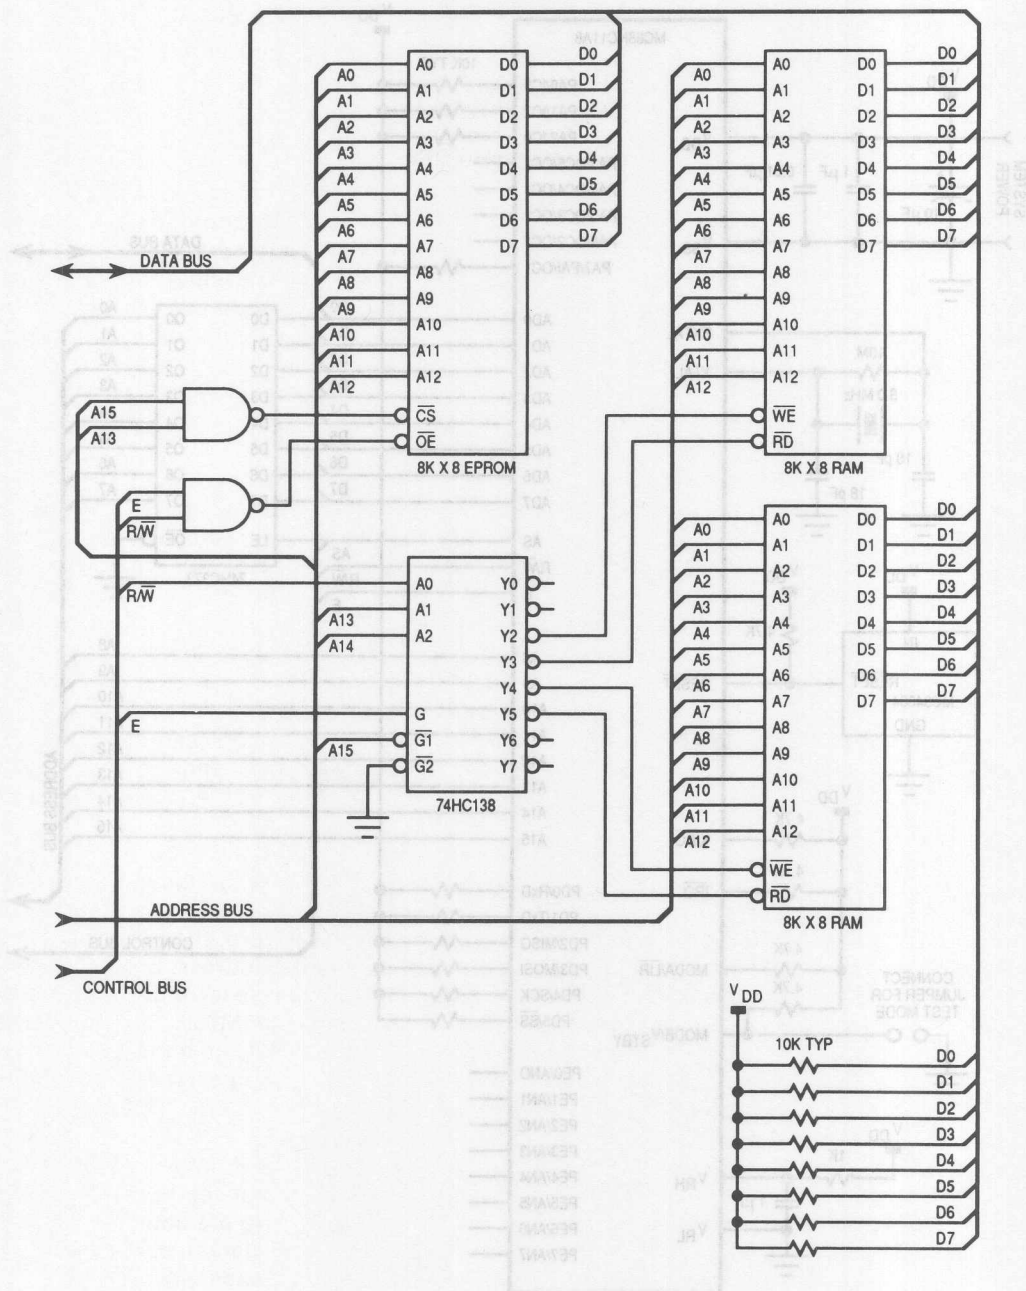 DATA BUS
A0
A1
A2
A3
A4
A5
A6
A7
A8
A9
A10
A11
A12
A0 D0
A1 D1
A2 D2
A3 D3
A4 D4
A5 D5
A6 D6
A7 D7
A8
A9
A10
A11
A12
C̅S̅
O̅E̅
D0
D1
D2
D3
D4
D5
D6
D7
8K X 8 EPROM
A0
A1
A2
A3
A4
A5
A6
A7
A8
A9
A10
A11
A12
A0 D0
A1 D1
A2 D2
A3 D3
A4 D4
A5 D5
A6 D6
A7 D7
A8
A9
A10
A11
A12
W̅E̅
R̅D̅
D0
D1
D2
D3
D4
D5
D6
D7
8K X 8 RAM
A15
A13
E
R/W̅
R/W̅
A13
A14
E
A15
A0 Y0
A1 Y1
A2 Y2
Y3
Y4
G Y5
G̅1̅ Y6
G̅2̅ Y7
74HC138
A0
A1
A2
A3
A4
A5
A6
A7
A8
A9
A10
A11
A12
A0 D0
A1 D1
A2 D2
A3 D3
A4 D4
A5 D5
A6 D6
A7 D7
A8
A9
A10
A11
A12
W̅E̅
R̅D̅
D0
D1
D2
D3
D4
D5
D6
D7
8K X 8 RAM
ADDRESS BUS
CONTROL BUS
VDD
10K TYP
D0
D1
D2
D3
D4
D5
D6
D7